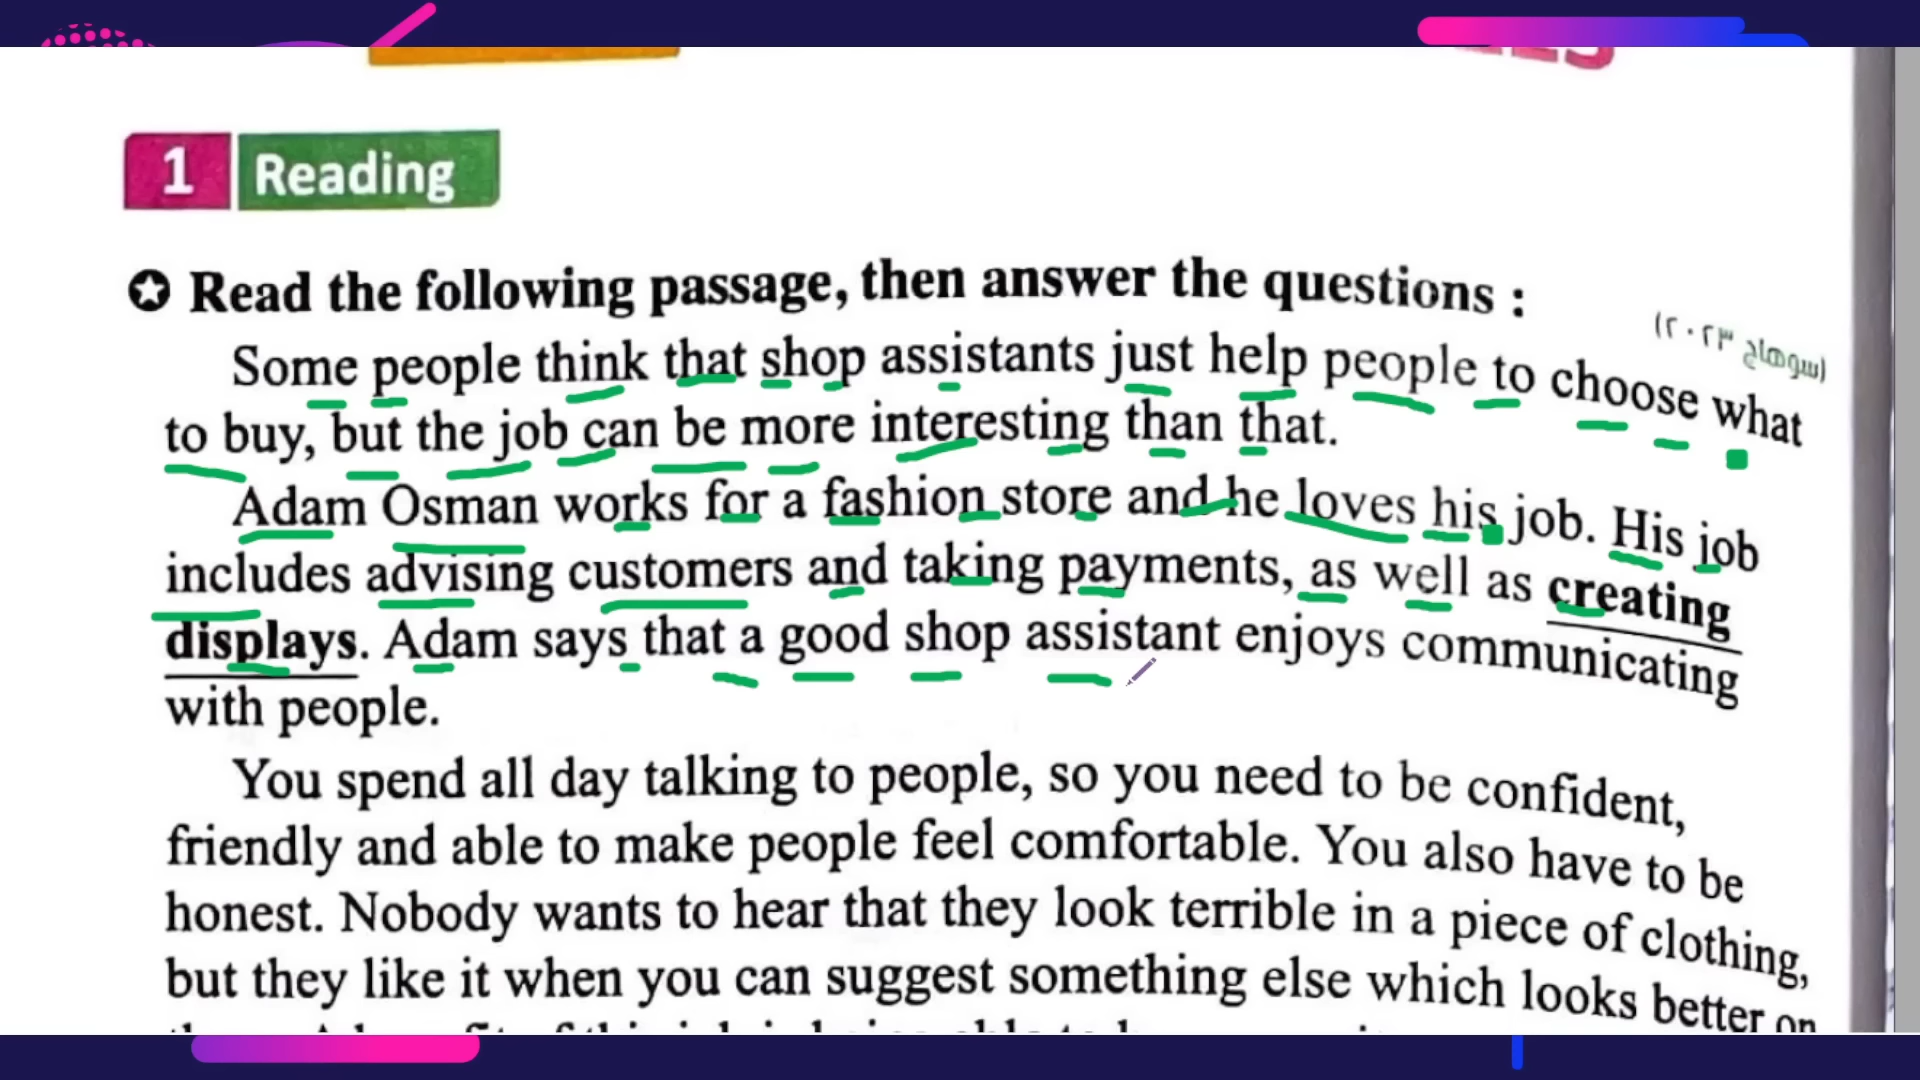 1 Reading
Read the following passage, then answer the questions :
(سوهاج ٢٠٢٣)
Some people think that shop assistants just help people to choose what
to buy, but the job can be more interesting than that.
Adam Osman works for a fashion store and he loves his job. His job
includes advising customers and taking payments, as well as creating
displays. Adam says that a good shop assistant enjoys communicating
with people.
You spend all day talking to people, so you need to be confident,
friendly and able to make people feel comfortable. You also have to be
honest. Nobody wants to hear that they look terrible in a piece of clothing,
but they like it when you can suggest something else which looks better on